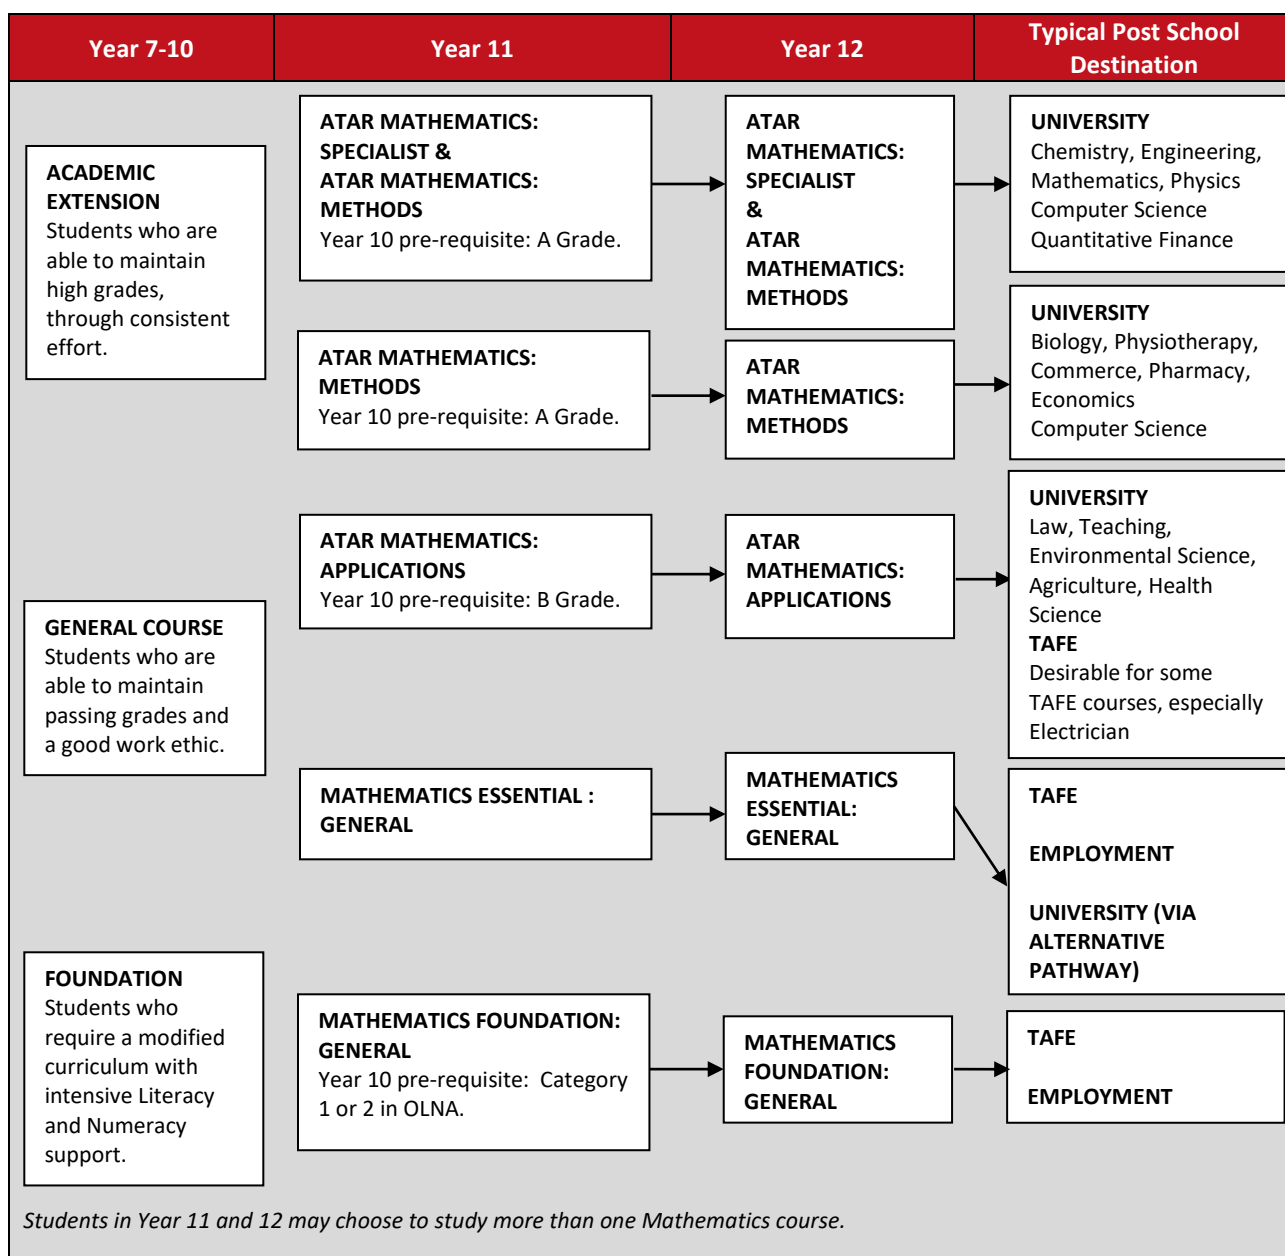 Year 7-10
Year 11
Year 12
Typical Post School
Destination
ACADEMIC
EXTENSION
Students who are
able to maintain
high grades,
through consistent
effort.
ATAR MATHEMATICS:
SPECIALIST &
ATAR MATHEMATICS:
METHODS
Year 10 pre-requisite: A Grade.
ATAR
MATHEMATICS:
SPECIALIST
&
ATAR
MATHEMATICS:
METHODS
UNIVERSITY
Chemistry, Engineering,
Mathematics, Physics
Computer Science
Quantitative Finance
ATAR MATHEMATICS:
METHODS
Year 10 pre-requisite: A Grade.
ATAR
MATHEMATICS:
METHODS
UNIVERSITY
Biology, Physiotherapy,
Commerce, Pharmacy,
Economics
Computer Science
GENERAL COURSE
Students who are
able to maintain
passing grades and
a good work ethic.
ATAR MATHEMATICS:
APPLICATIONS
Year 10 pre-requisite: B Grade.
ATAR
MATHEMATICS:
APPLICATIONS
UNIVERSITY
Law, Teaching,
Environmental Science,
Agriculture, Health
Science
TAFE
Desirable for some
TAFE courses, especially
Electrician
MATHEMATICS ESSENTIAL :
GENERAL
MATHEMATICS
ESSENTIAL:
GENERAL
TAFE
EMPLOYMENT
UNIVERSITY (VIA
ALTERNATIVE
PATHWAY)
FOUNDATION
Students who
require a modified
curriculum with
intensive Literacy
and Numeracy
support.
MATHEMATICS FOUNDATION:
GENERAL
Year 10 pre-requisite:  Category
1 or 2 in OLNA.
MATHEMATICS
FOUNDATION:
GENERAL
TAFE
EMPLOYMENT
Students in Year 11 and 12 may choose to study more than one Mathematics course.